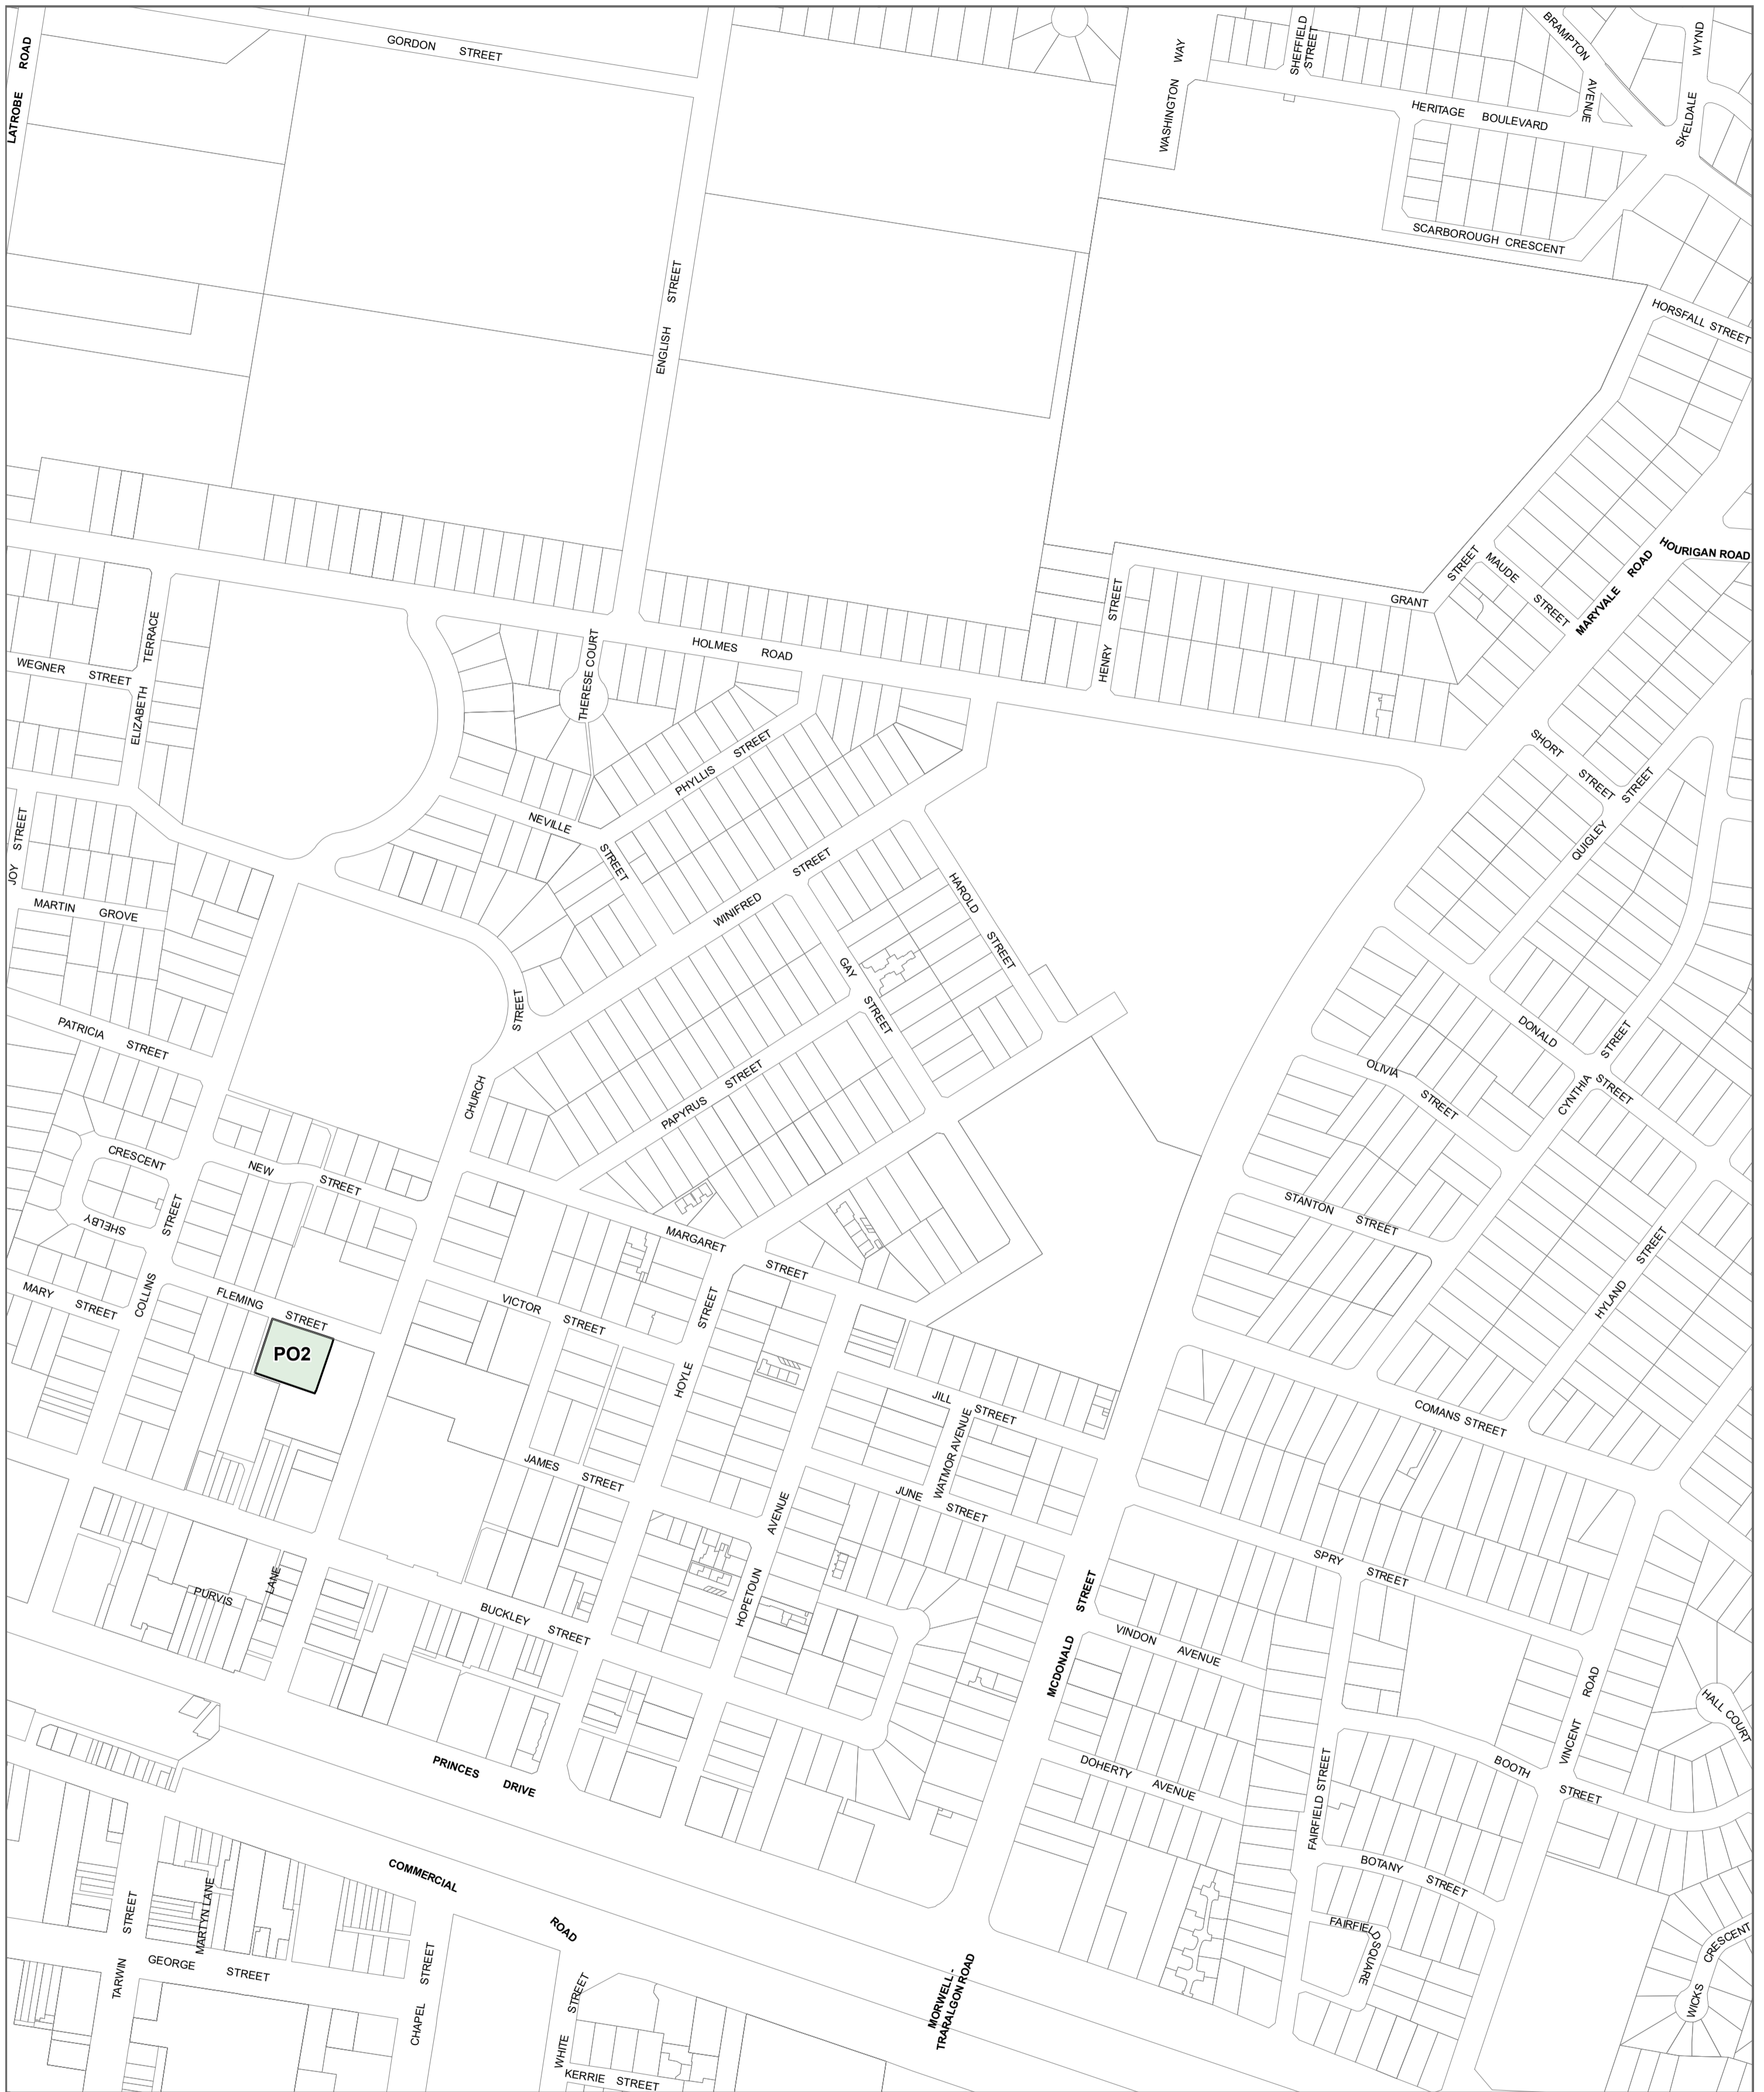 LATROBE ROAD
GORDON STREET
WASHINGTON WAY
SHEFFIELD
STREET
BRAMPTON
AVENUE
WYND
SKELDALE
HERITAGE BOULEVARD
SCARBOROUGH CRESCENT
HORSFALL STREET
ENGLISH STREET
HOURIGAN ROAD
MARYVALE ROAD
MAUDE STREET
GRANT STREET
HENRY STREET
HOLMES ROAD
THERESE COURT
TERRACE
ELIZABETH
WEGNER STREET
PHYLLIS STREET
NEVILLE STREET
SHORT STREET
QUIGLEY STREET
JOY STREET
MARTIN GROVE
WINIFRED STREET
HAROLD STREET
GAY STREET
PATRICIA STREET
CHURCH STREET
PAPYRUS STREET
DONALD STREET
CYNTHIA STREET
OLIVIA STREET
CRESCENT
SHELBY
NEW STREET
COLLINS STREET
MARGARET STREET
STANTON STREET
HYLAND STREET
MARY STREET
FLEMING STREET
PO2
VICTOR STREET
HOYLE STREET
JILL STREET
WATMOR AVENUE
COMANS STREET
JAMES STREET
JUNE STREET
HOPETOUN AVENUE
SPRY STREET
PURVIS LANE
BUCKLEY STREET
MCDONALD STREET
VINDON AVENUE
VINCENT ROAD
HALL COURT
PRINCES DRIVE
DOHERTY AVENUE
FAIRFIELD STREET
BOOTH STREET
COMMERCIAL ROAD
BOTANY STREET
FAIRFIELD SQUARE
MARTYN LANE
TARWIN STREET
GEORGE STREET
CHAPEL STREET
WHITE STREET
KERRIE STREET
MORWELL -
TRARALGON ROAD
WICKS CRESCENT